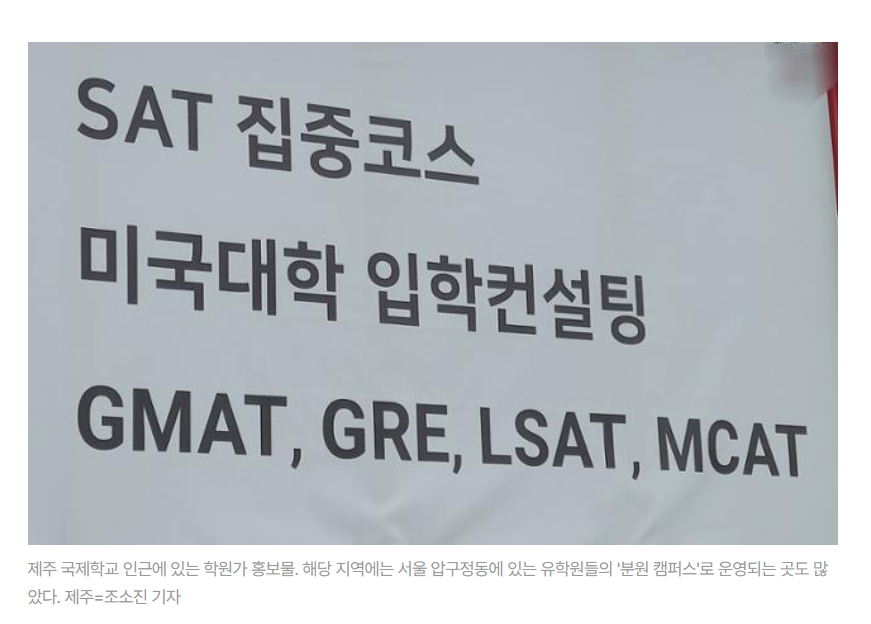 SAT 집중코스
미국대학 입학컨설팅
GMAT, GRE, LSAT, MCAT
제주 국제학교 인근에 있는 학원가 홍보물. 해당 지역에는 서울 압구정동에 있는 유학원들의 '분원 캠퍼스'로 운영되는 곳도 많
았다. 제주=조소진 기자